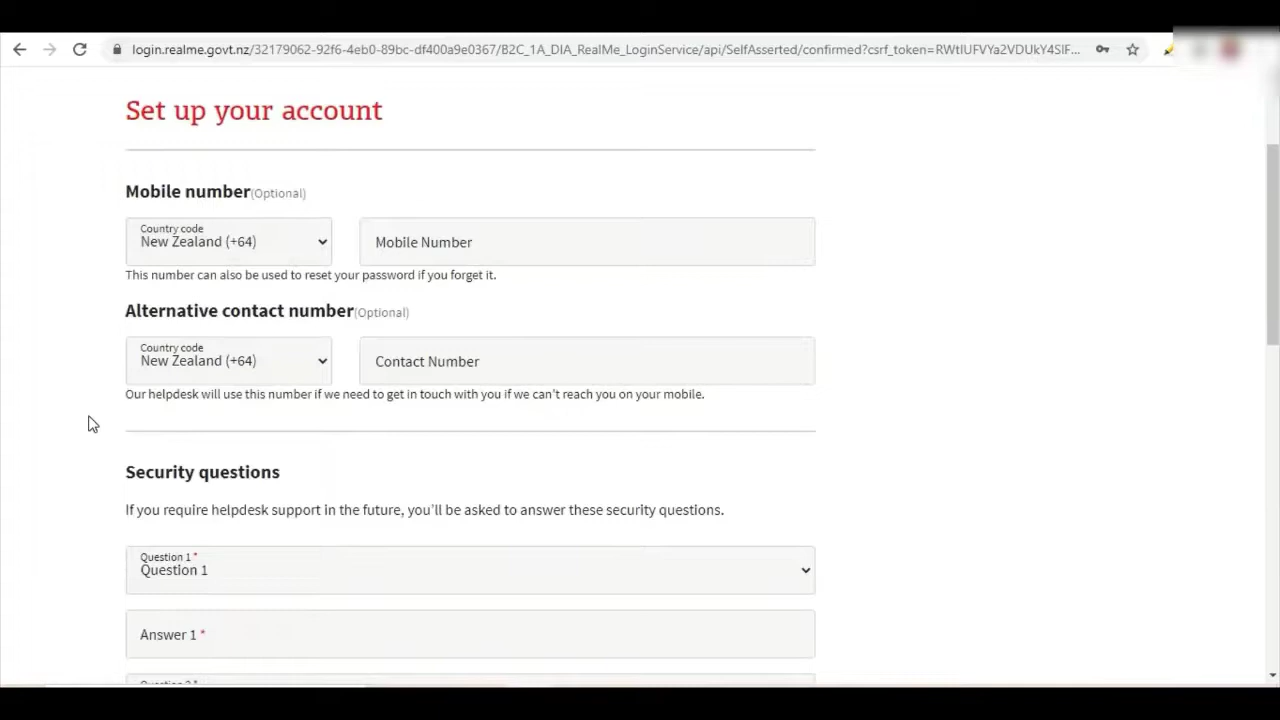 login.realme.govt.nz/32179062-92f6-4eb0-89bc-df400a9e0367/B2C_1A_DIA_RealMe_LoginService/api/SelfAsserted/confirmed?csrf_token=RWtIUFVYa2VDUkY4SlF...
Set up your account
Mobile number(Optional)
Country code
New Zealand (+64)
Mobile Number
This number can also be used to reset your password if you forget it.
Alternative contact number(Optional)
Country code
New Zealand (+64)
Contact Number
Our helpdesk will use this number if we need to get in touch with you if we can't reach you on your mobile.
Security questions
If you require helpdesk support in the future, you'll be asked to answer these security questions.
Question 1 *
Question 1
Answer 1 *